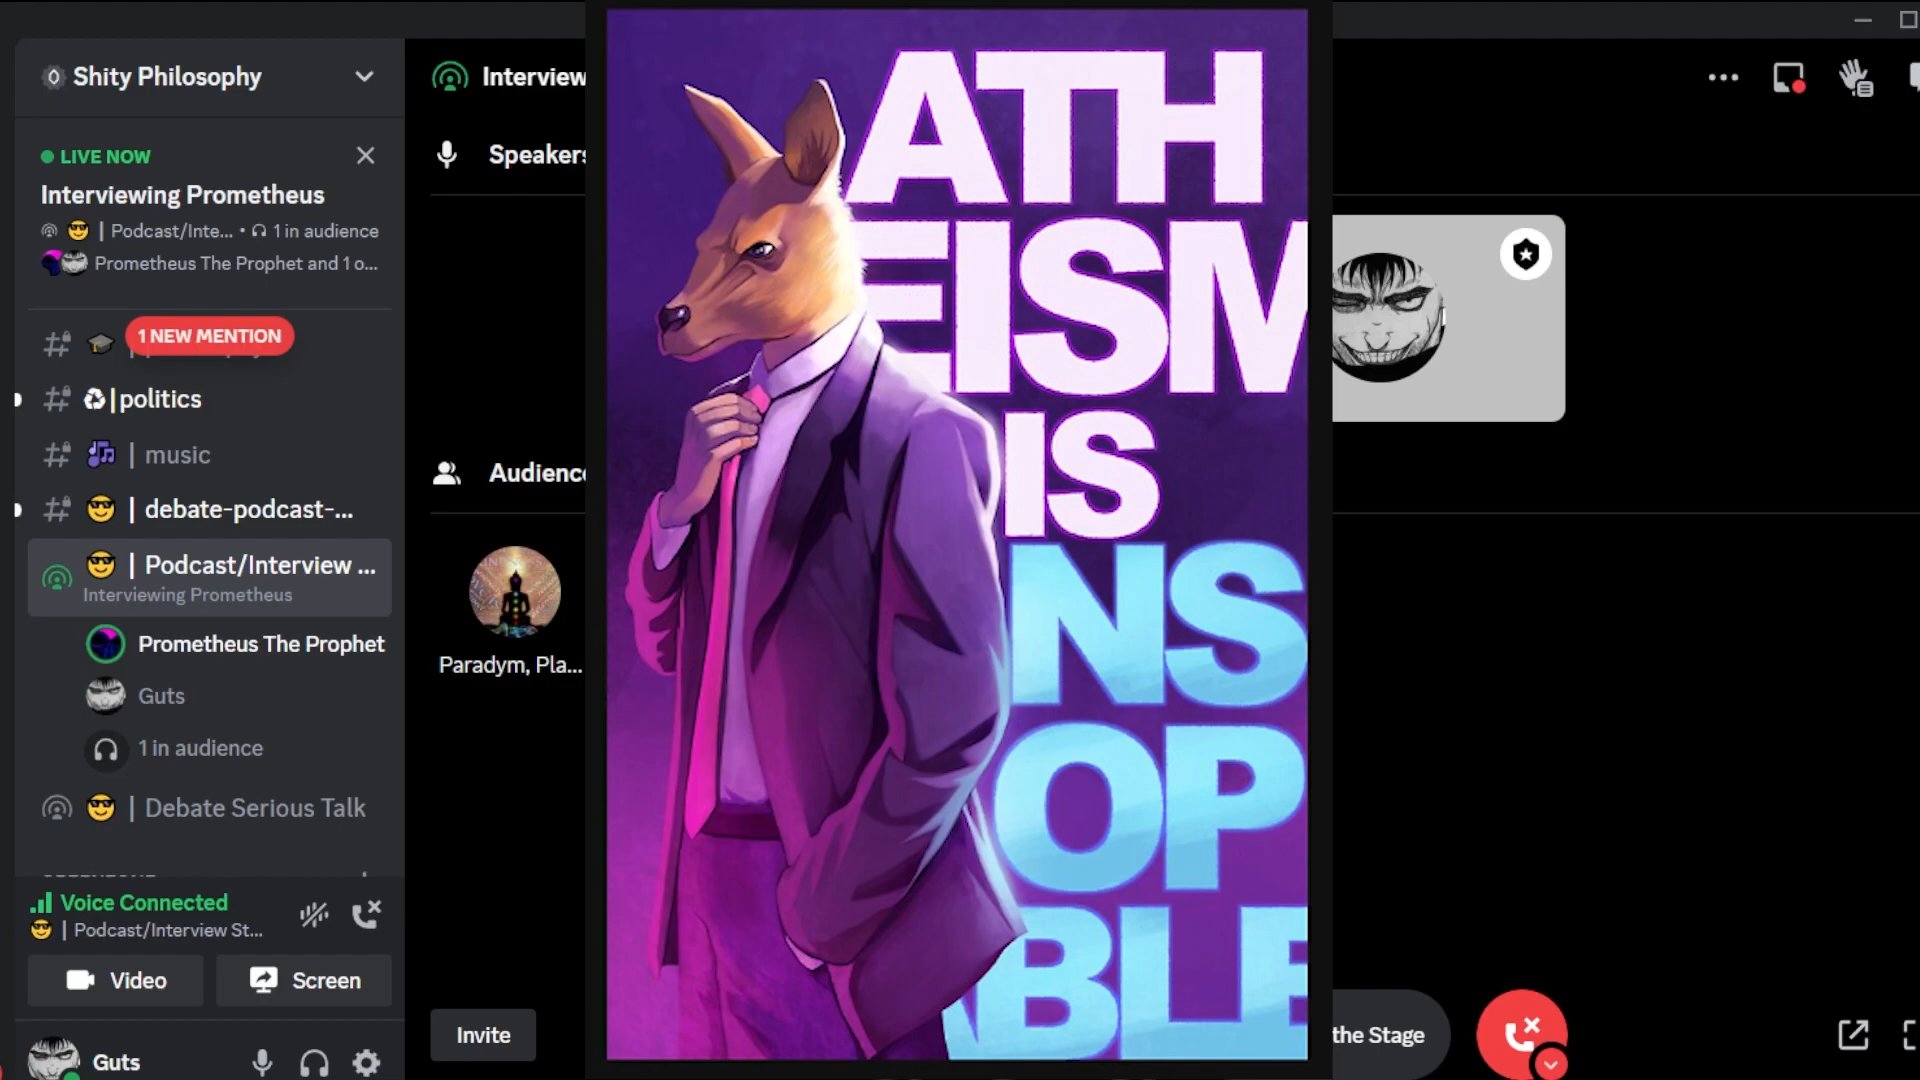 Shity Philosophy
LIVE NOW
Interviewing Prometheus
| Podcast/Inte... • 1 in audience
Prometheus The Prophet and 1 o...
1 NEW MENTION
|politics
| music
| debate-podcast-...
| Podcast/Interview ...
Interviewing Prometheus
Prometheus The Prophet
Guts
1 in audience
| Debate Serious Talk
Voice Connected
| Podcast/Interview St...
Video
Screen
Guts
Interview
Speakers
Audience
Paradym, Pla...
Invite
ATH
EISM
IS
NS
OP
ABLE
the Stage